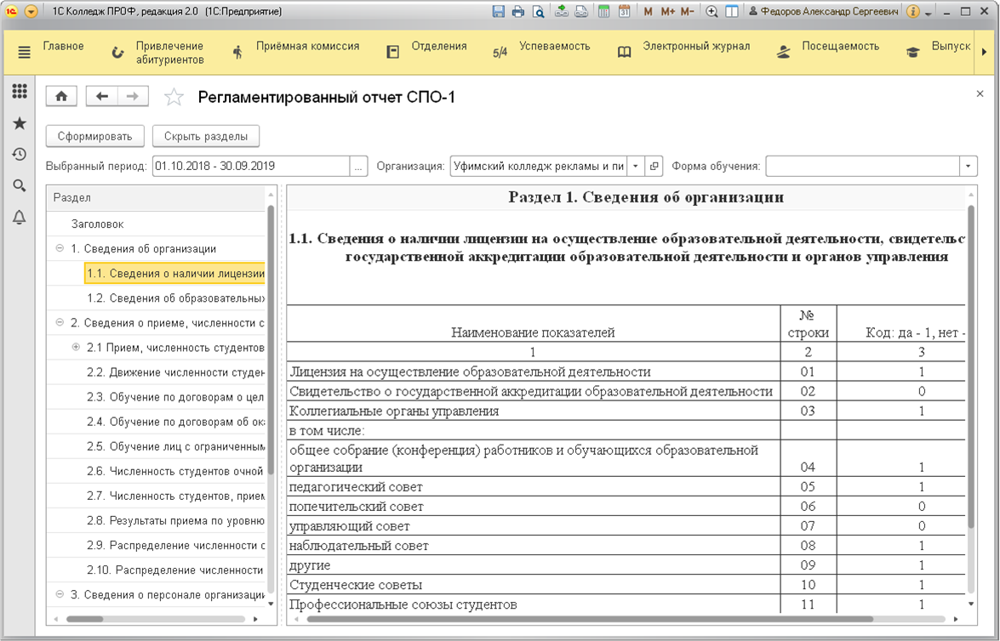 1С Колледж ПРОФ, редакция 2.0 (1С:Предприятие)
M M+ M-
Федоров Александр Сергеевич
Главное
Привлечение
абитуриентов
Приёмная комиссия
Отделения
5/4
Успеваемость
Электронный журнал
Посещаемость
Выпуск
Регламентированный отчет СПО-1
Сформировать
Скрыть разделы
Выбранный период: 01.10.2018 - 30.09.2019 ...
Организация: Уфимский колледж рекламы и пи
Форма обучения:
Раздел
Заголовок
1. Сведения об организации
1.1. Сведения о наличии лицензии
1.2. Сведения об образовательных
2. Сведения о приеме, численности с
2.1 Прием, численность студентов
2.2. Движение численности студен
2.3. Обучение по договорам о цел
2.4. Обучение по договорам об ока
2.5. Обучение лиц с ограниченным
2.6. Численность студентов очной
2.7. Численность студентов, прием
2.8. Результаты приема по уровню
2.9. Распределение численности с
2.10. Распределение численности
3. Сведения о персонале организации
Раздел 1. Сведения об организации
1.1. Сведения о наличии лицензии на осуществление образовательной деятельности, свидетельст
государственной аккредитации образовательной деятельности и органов управления
Наименование показателей № строки Код: да - 1, нет -
1 2 3
Лицензия на осуществление образовательной деятельности 01 1
Свидетельство о государственной аккредитации образовательной деятельности 02 0
Коллегиальные органы управления 03 1
в том числе:
общее собрание (конференция) работников и обучающихся образовательной
организации 04 1
педагогический совет 05 1
попечительский совет 06 0
управляющий совет 07 0
наблюдательный совет 08 1
другие 09 1
Студенческие советы 10 1
Профессиональные союзы студентов 11 1